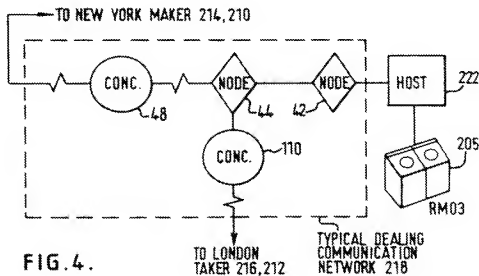 TO NEW YORK MAKER 214,210
CONC.
48
NODE
44
NODE
42
HOST
222
CONC.
110
205
RM03
TO LONDON
TAKER 216,212
TYPICAL DEALING
COMMUNICATION
NETWORK 218
FIG.4.